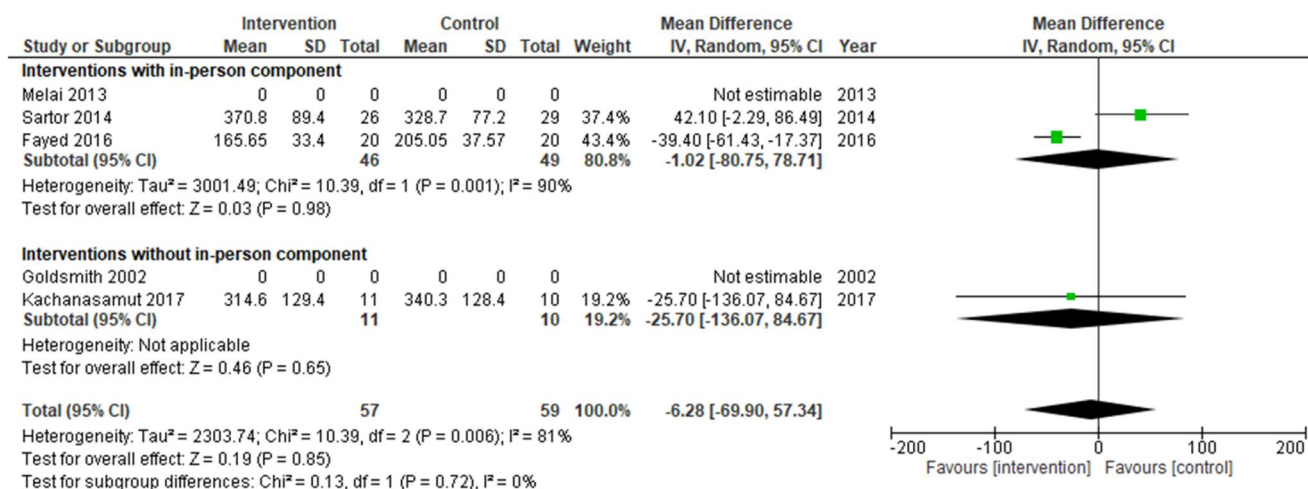 Intervention Control Mean Difference Mean Difference
Study or Subgroup Mean SD Total Mean SD Total Weight IV, Random, 95% CI Year IV, Random, 95% CI
Interventions with in-person component
Melai 2013 0 0 0 0 0 0 Not estimable 2013
Sartor 2014 370.8 89.4 26 328.7 77.2 29 37.4% 42.10 [-2.29, 86.49] 2014
Fayed 2016 165.65 33.4 20 205.05 37.57 20 43.4% -39.40 [-61.43, -17.37] 2016
Subtotal (95% CI) 46 49 80.8% -1.02 [-80.75, 78.71]
Heterogeneity: Tau² = 3001.49; Chi² = 10.39, df = 1 (P = 0.001); I² = 90%
Test for overall effect: Z = 0.03 (P = 0.98)
Interventions without in-person component
Goldsmith 2002 0 0 0 0 0 0 Not estimable 2002
Kachanasamut 2017 314.6 129.4 11 340.3 128.4 10 19.2% -25.70 [-136.07, 84.67] 2017
Subtotal (95% CI) 11 10 19.2% -25.70 [-136.07, 84.67]
Heterogeneity: Not applicable
Test for overall effect: Z = 0.46 (P = 0.65)
Total (95% CI) 57 59 100.0% -6.28 [-69.90, 57.34]
Heterogeneity: Tau² = 2303.74; Chi² = 10.39, df = 2 (P = 0.006); I² = 81%
Test for overall effect: Z = 0.19 (P = 0.85)
Test for subgroup differences: Chi² = 0.13, df = 1 (P = 0.72), I² = 0%
-200 -100 0 100 200
Favours [intervention] Favours [control]